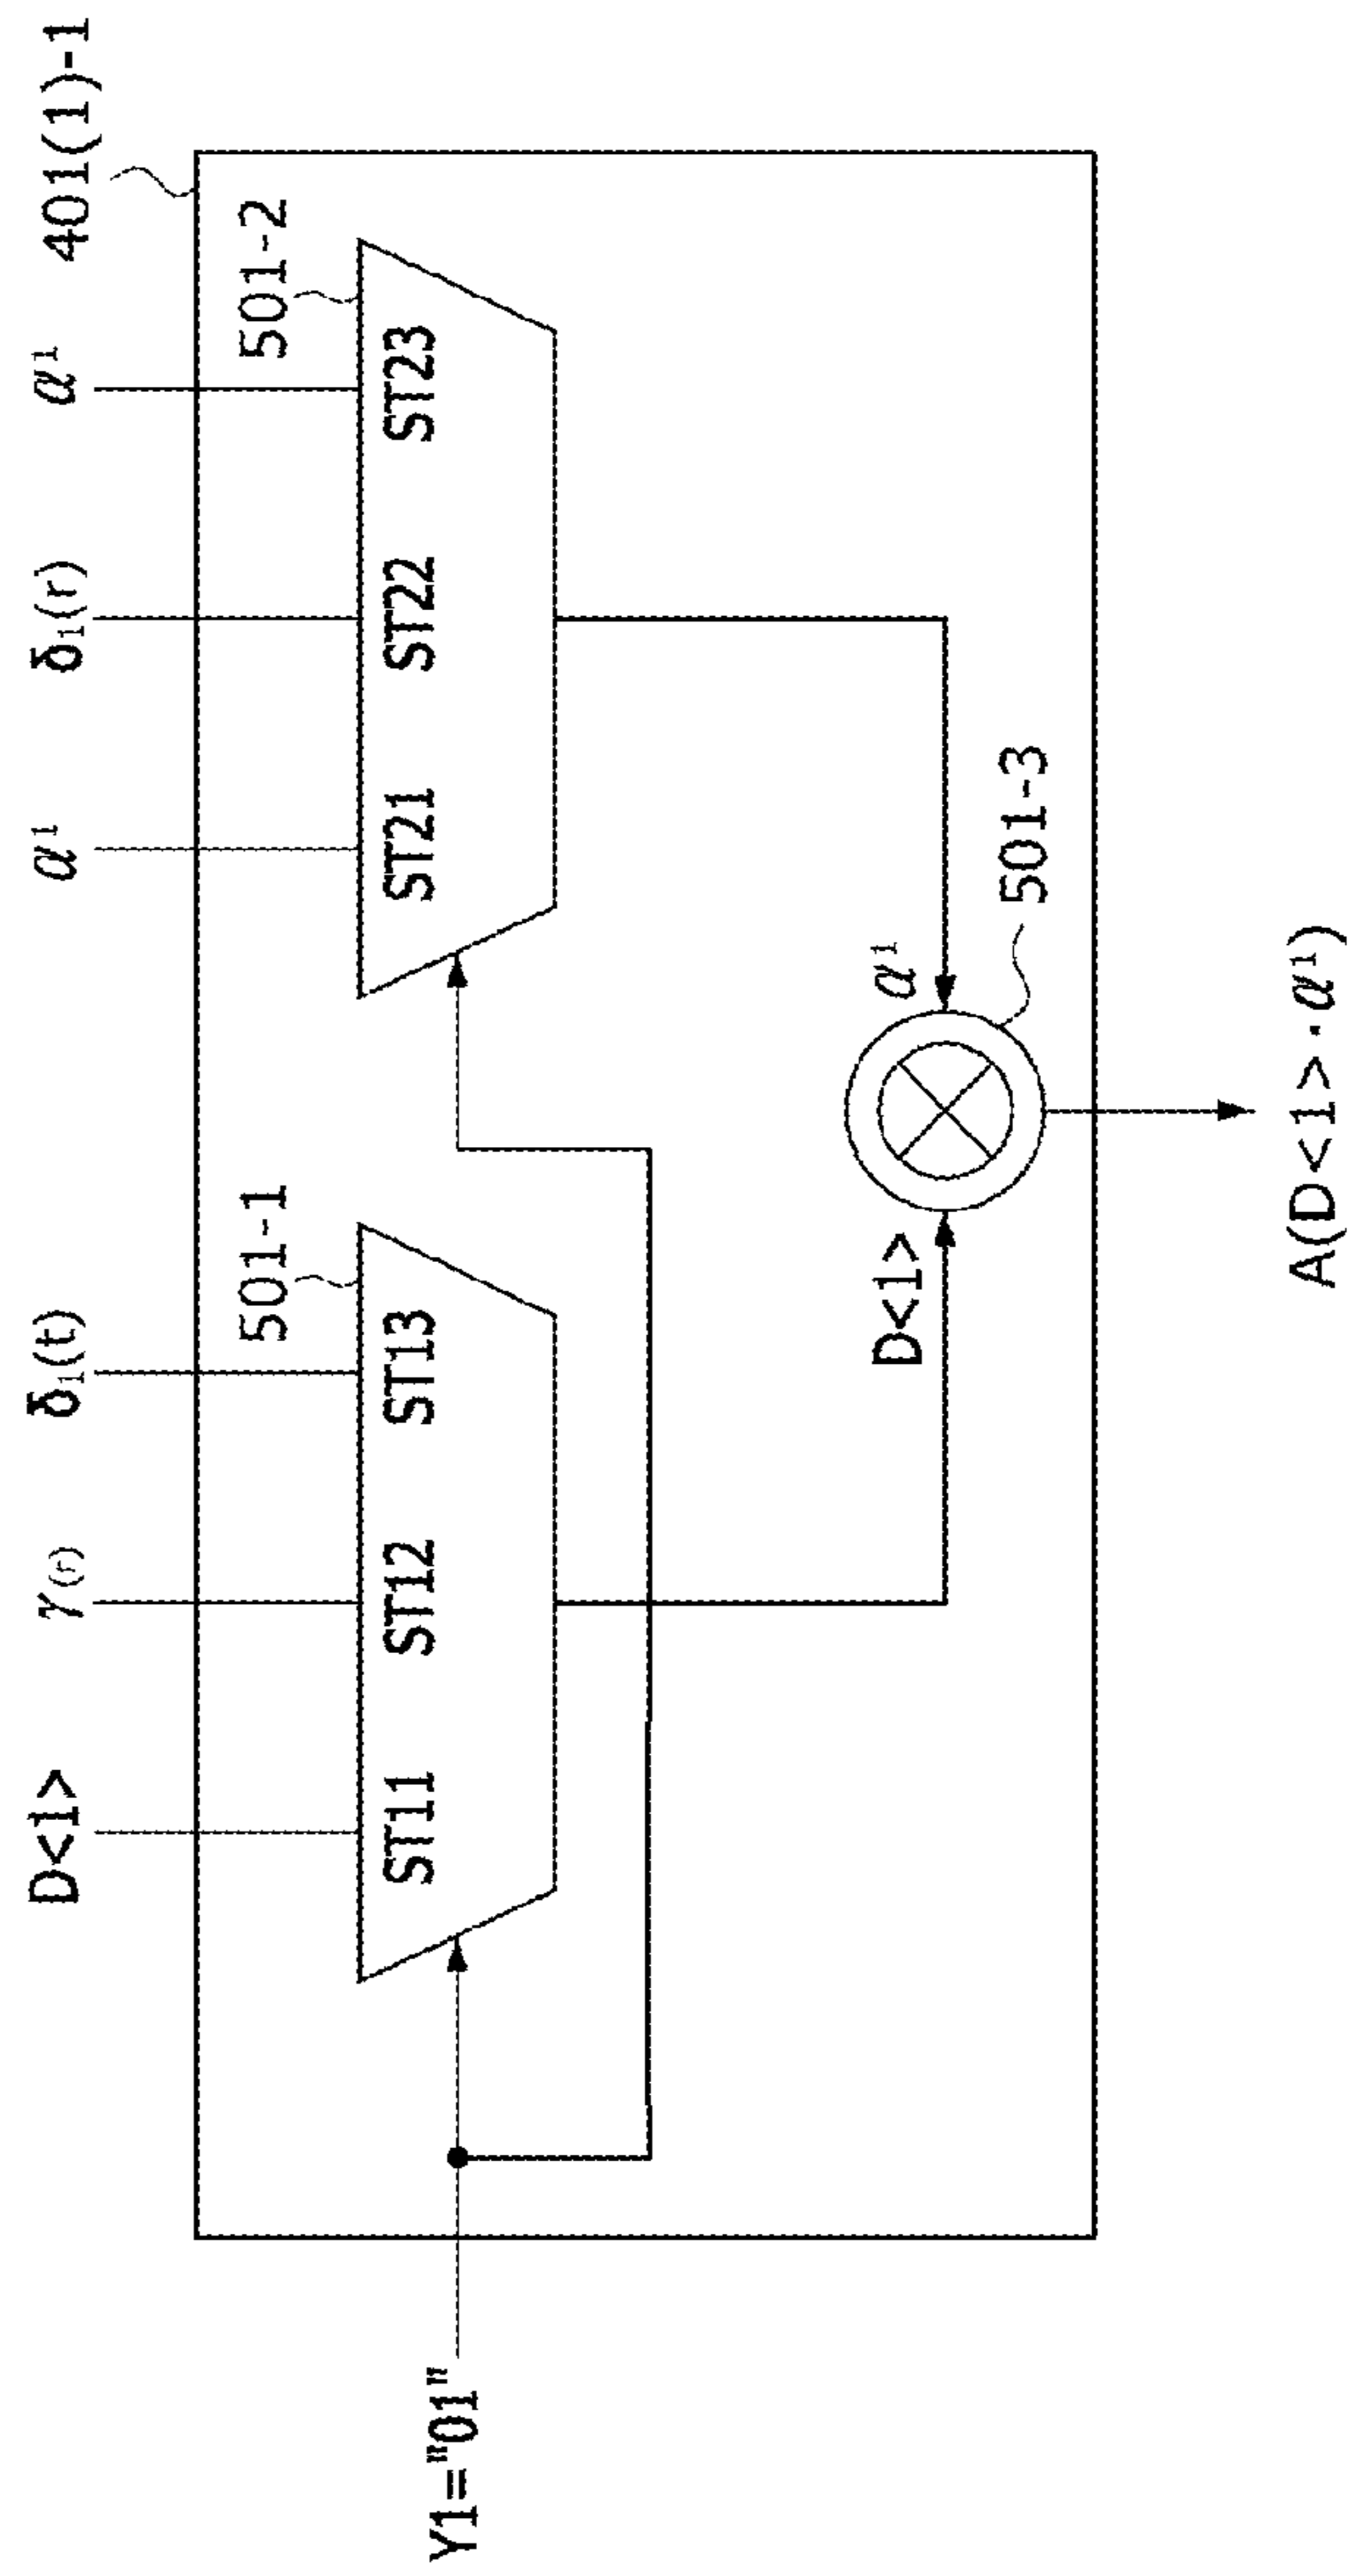 401(1)-1
D<1>
γ(r)
δ₁(t)
α¹
δ₁(r)
α¹
501-1
501-2
ST11
ST12
ST13
ST21
ST22
ST23
Y1="01"
D<1>
α¹
501-3
A(D<1>·α¹)